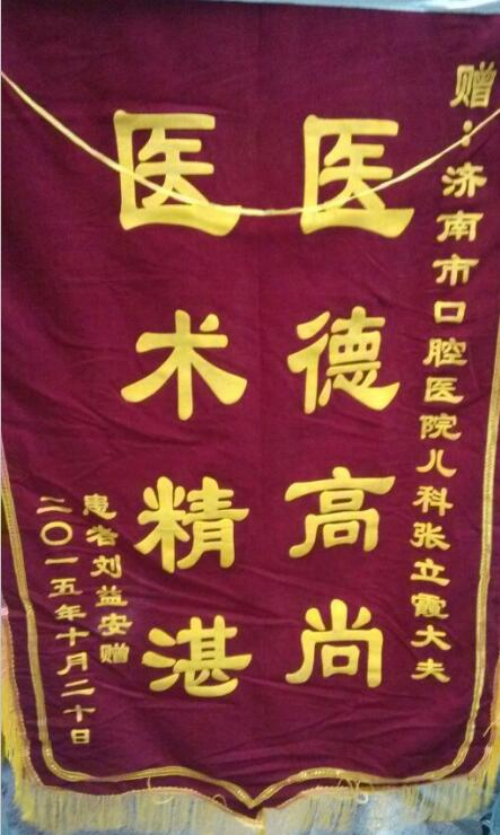 赠：济南市口腔医院儿科张立霞大夫
医德高尚
医术精湛
患者刘益安赠
二〇一五年十月二十日